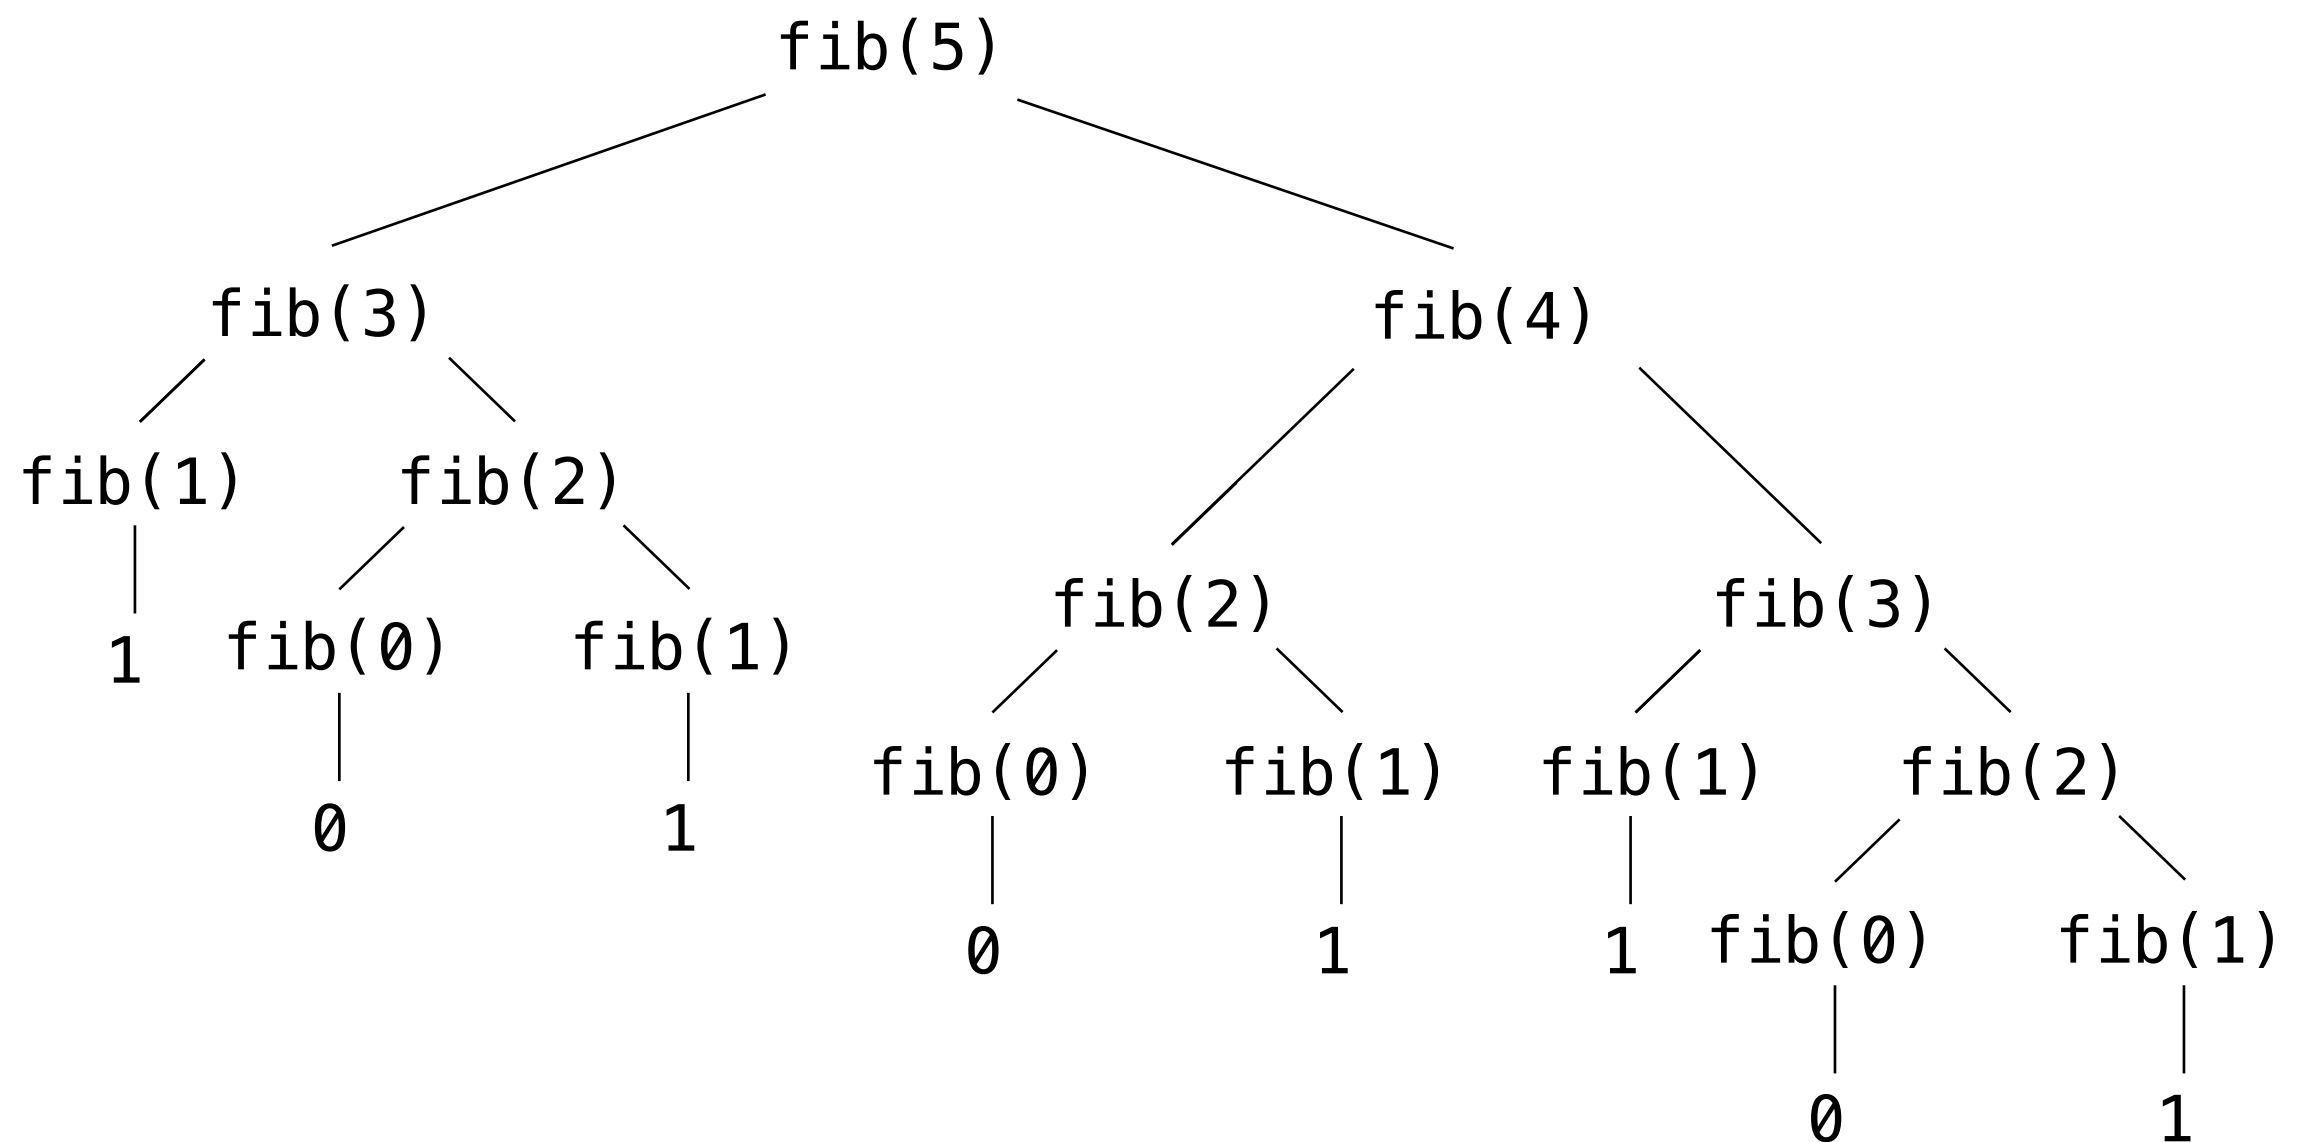 fib(5)
fib(3) fib(4)
fib(1) fib(2)
fib(2) fib(3)
1 fib(0) fib(1)
fib(0) fib(1) fib(1) fib(2)
0 1
0 1 1 fib(0) fib(1)
0 1